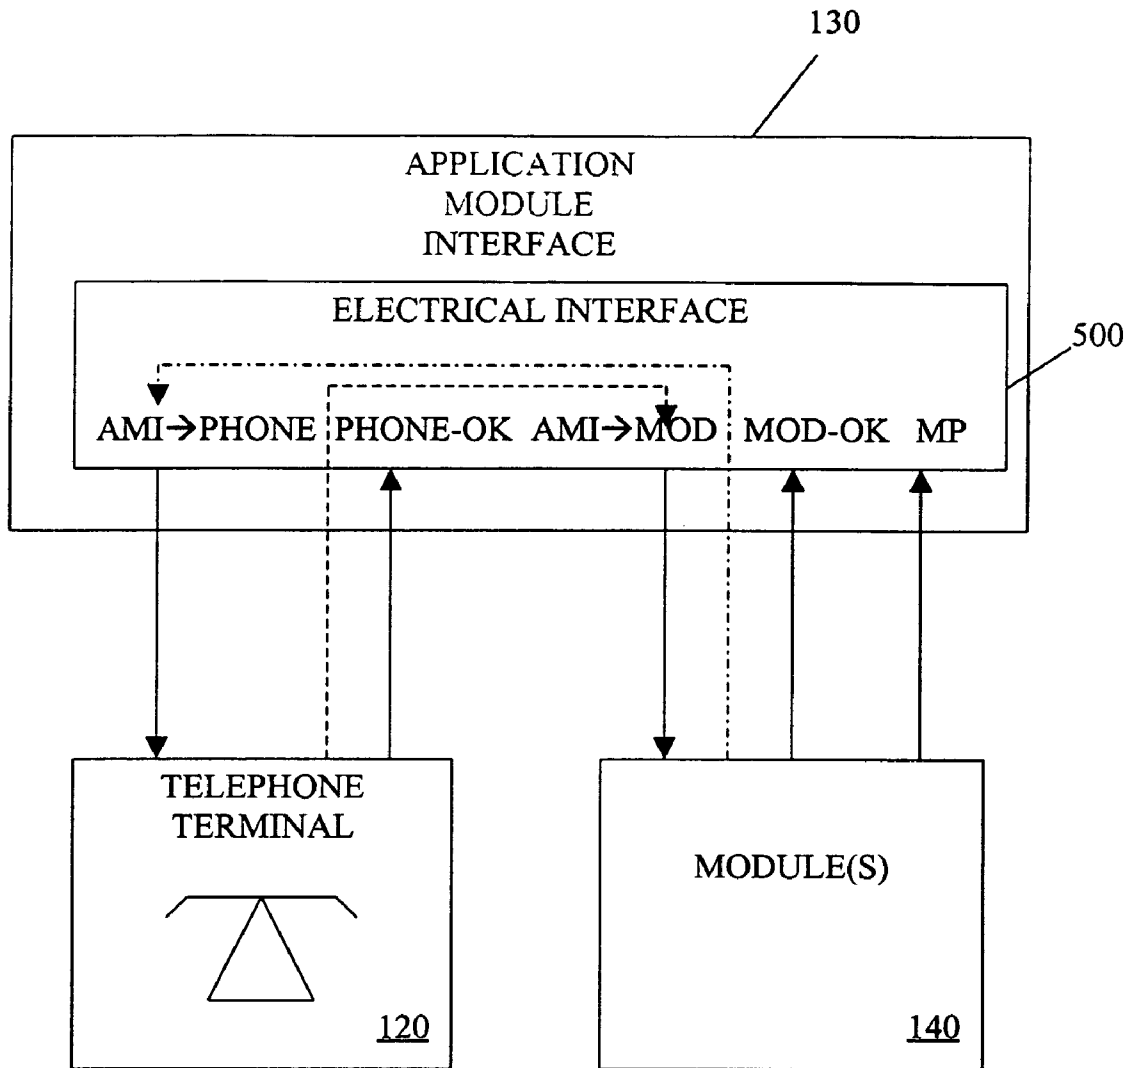 130
APPLICATION
MODULE
INTERFACE
ELECTRICAL INTERFACE
500
AMI→PHONE PHONE-OK AMI→MOD MOD-OK MP
TELEPHONE
TERMINAL
MODULE(S)
120
140